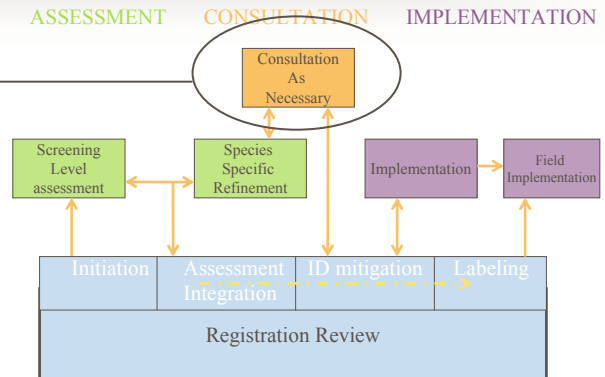 ASSESSMENT CONSULTATION IMPLEMENTATION
Consultation
As
Necessary
Screening
Level
assessment
Species
Specific
Refinement
Implementation
Field
Implementation
Initiation
Assessment
Integration
ID mitigation
Labeling
Registration Review